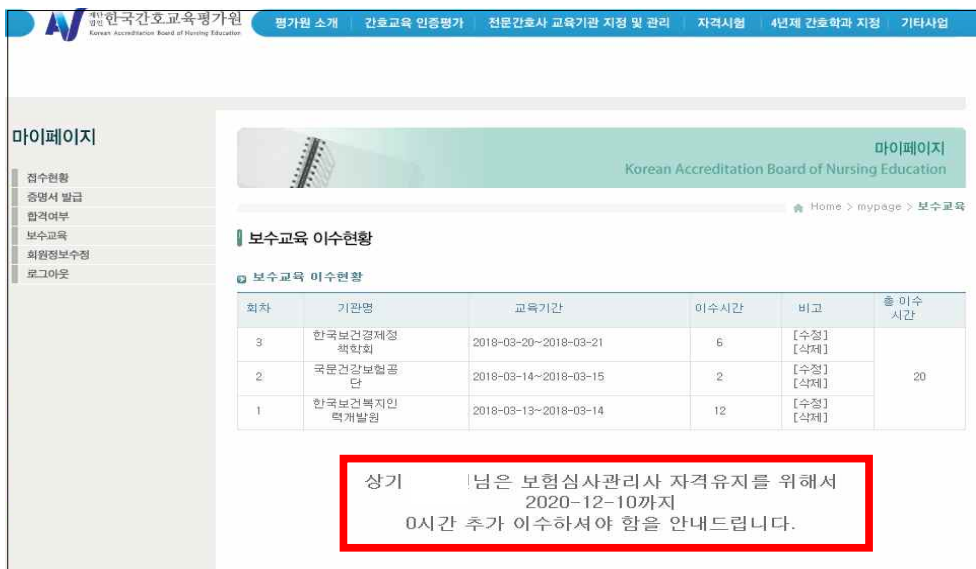 재단법인 한국간호교육평가원
Korean Accreditation Board of Nursing Education
평가원 소개 간호교육 인증평가 전문간호사 교육기관 지정 및 관리 자격시험 4년제 간호학과 지정 기타사업
마이페이지
접수현황
증명서 발급
합격여부
보수교육
회원정보수정
로그아웃
마이페이지
Korean Accreditation Board of Nursing Education
Home > mypage > 보수교육
보수교육 이수현황
보수교육 이수현황
회차 기관명 교육기간 이수시간 비고 총 이수
시간
3 한국보건경제정
책학회 2018-03-20~2018-03-21 6 [수정]
[삭제]
2 국문건강보험공
단 2018-03-14~2018-03-15 2 [수정]
[삭제]
20
1 한국보건복지인
력개발원 2018-03-13~2018-03-14 12 [수정]
[삭제]
상기 님은 보험심사관리사 자격유지를 위해서
2020-12-10까지
0시간 추가 이수하셔야 함을 안내드립니다.